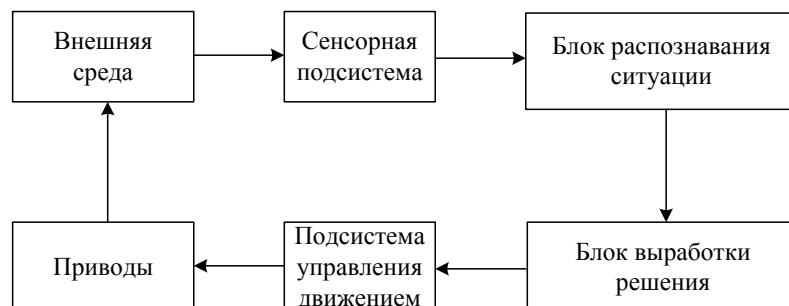 Внешняя
среда
Сенсорная
подсистема
Блок распознавания
ситуации
Приводы
Подсистема
управления
движением
Блок выработки
решения